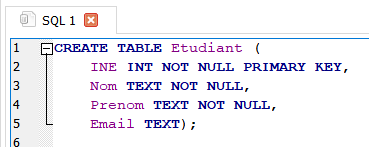 SQL 1
1 CREATE TABLE Etudiant (
2 INE INT NOT NULL PRIMARY KEY,
3 Nom TEXT NOT NULL,
4 Prenom TEXT NOT NULL,
5 Email TEXT);
6